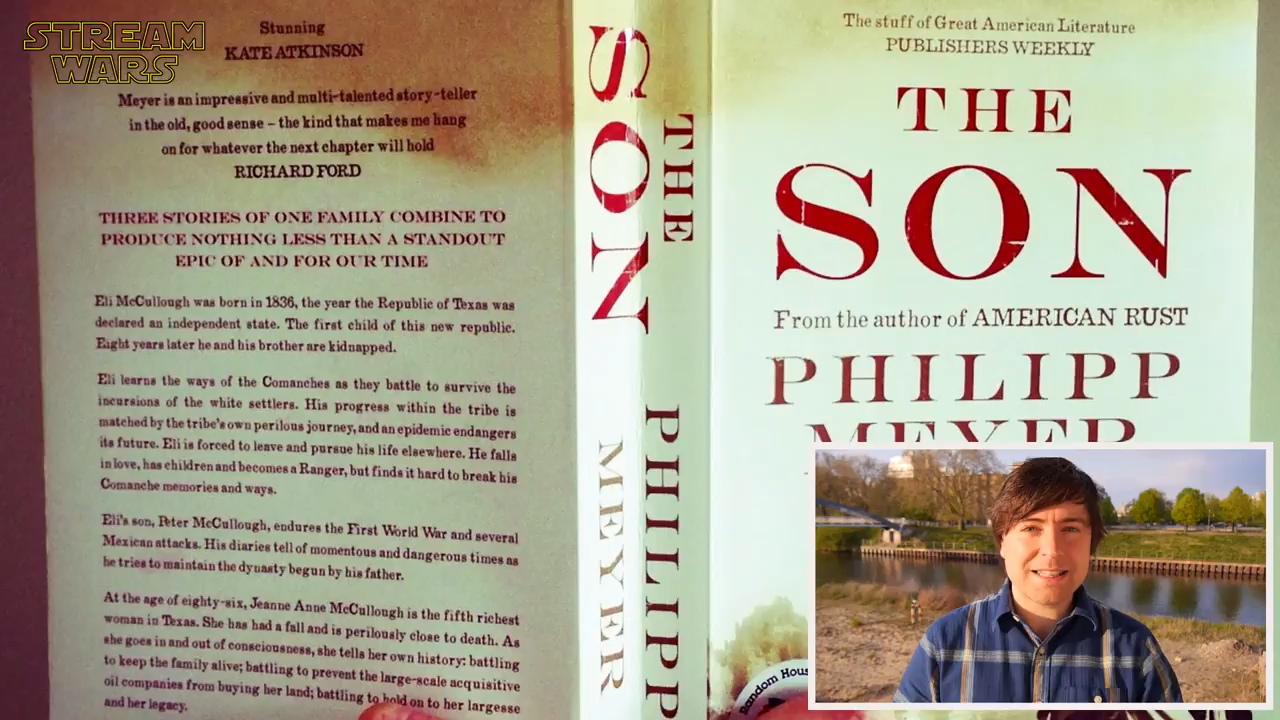 STREAM
WARS
Stunning
KATE ATKINSON
Meyer is an impressive and multi-talented story-teller
in the old, good sense – the kind that makes me hang
on for whatever the next chapter will hold
RICHARD FORD
THREE STORIES OF ONE FAMILY COMBINE TO
PRODUCE NOTHING LESS THAN A STANDOUT
EPIC OF AND FOR OUR TIME
Eli McCullough was born in 1836, the year the Republic of Texas was
declared an independent state. The first child of this new republic.
Eight years later he and his brother are kidnapped.
Eli learns the ways of the Comanches as they battle to survive the
incursions of the white settlers. His progress within the tribe is
matched by the tribe's own perilous journey, and an epidemic endangers
its future. Eli is forced to leave and pursue his life elsewhere. He falls
in love, has children and becomes a Ranger, but finds it hard to break his
Comanche memories and ways.
Eli's son, Peter McCullough, endures the First World War and several
Mexican attacks. His diaries tell of momentous and dangerous times as
he tries to maintain the dynasty begun by his father.
At the age of eighty-six, Jeanne Anne McCullough is the fifth richest
woman in Texas. She has had a fall and is perilously close to death. As
she goes in and out of consciousness, she tells her own history: battling
to keep the family alive; battling to prevent the large-scale acquisitive
oil companies from buying her land; battling to hold on to her largesse
and her legacy.
THE
SON
PHILIPP
MEYER
The stuff of Great American Literature
PUBLISHERS WEEKLY
THE
SON
From the author of AMERICAN RUST
PHILIPP
MEYER
Random Hous